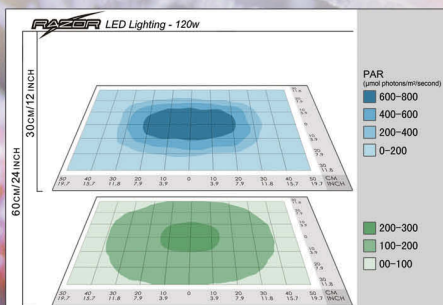 RAZOR LED Lighting - 120w
30CM/12 INCH
60CM/24 INCH
PAR
(μmol photons/m²/second)
600-800
400-600
200-400
0-200
50 40 30 20 10 0 10 20 30 40 50 CM
19.7 15.7 11.8 7.9 3.9 0 3.9 7.9 11.8 15.7 19.7 INCH
200-300
100-200
00-100
50 40 30 20 10 0 10 20 30 40 50 CM
19.7 15.7 11.8 7.9 3.9 0 3.9 7.9 11.8 15.7 19.7 INCH